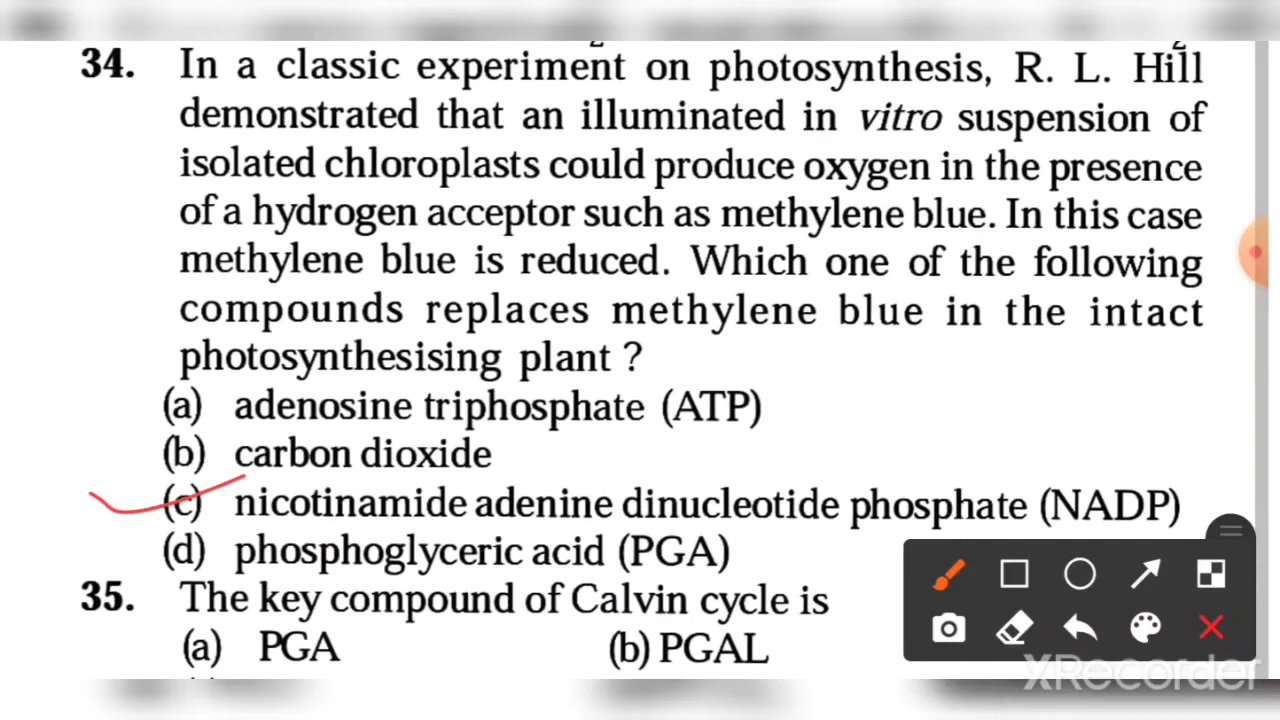 34. In a classic experiment on photosynthesis, R. L. Hill
demonstrated that an illuminated in vitro suspension of
isolated chloroplasts could produce oxygen in the presence
of a hydrogen acceptor such as methylene blue. In this case
methylene blue is reduced. Which one of the following
compounds replaces methylene blue in the intact
photosynthesising plant ?
(a) adenosine triphosphate (ATP)
(b) carbon dioxide
(c) nicotinamide adenine dinucleotide phosphate (NADP)
(d) phosphoglyceric acid (PGA)
35. The key compound of Calvin cycle is
(a) PGA (b) PGAL
XRecorder